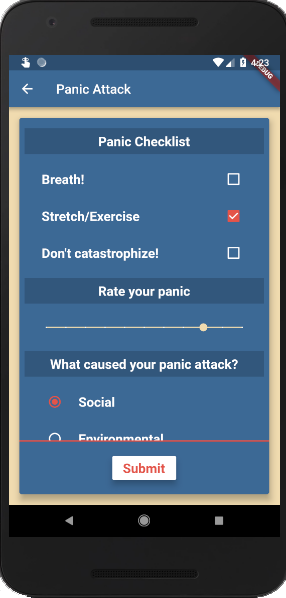 4:23
DEBUG
Panic Attack
Panic Checklist
Breath!
Stretch/Exercise
Don't catastrophize!
Rate your panic
What caused your panic attack?
Social
Environmental
Submit